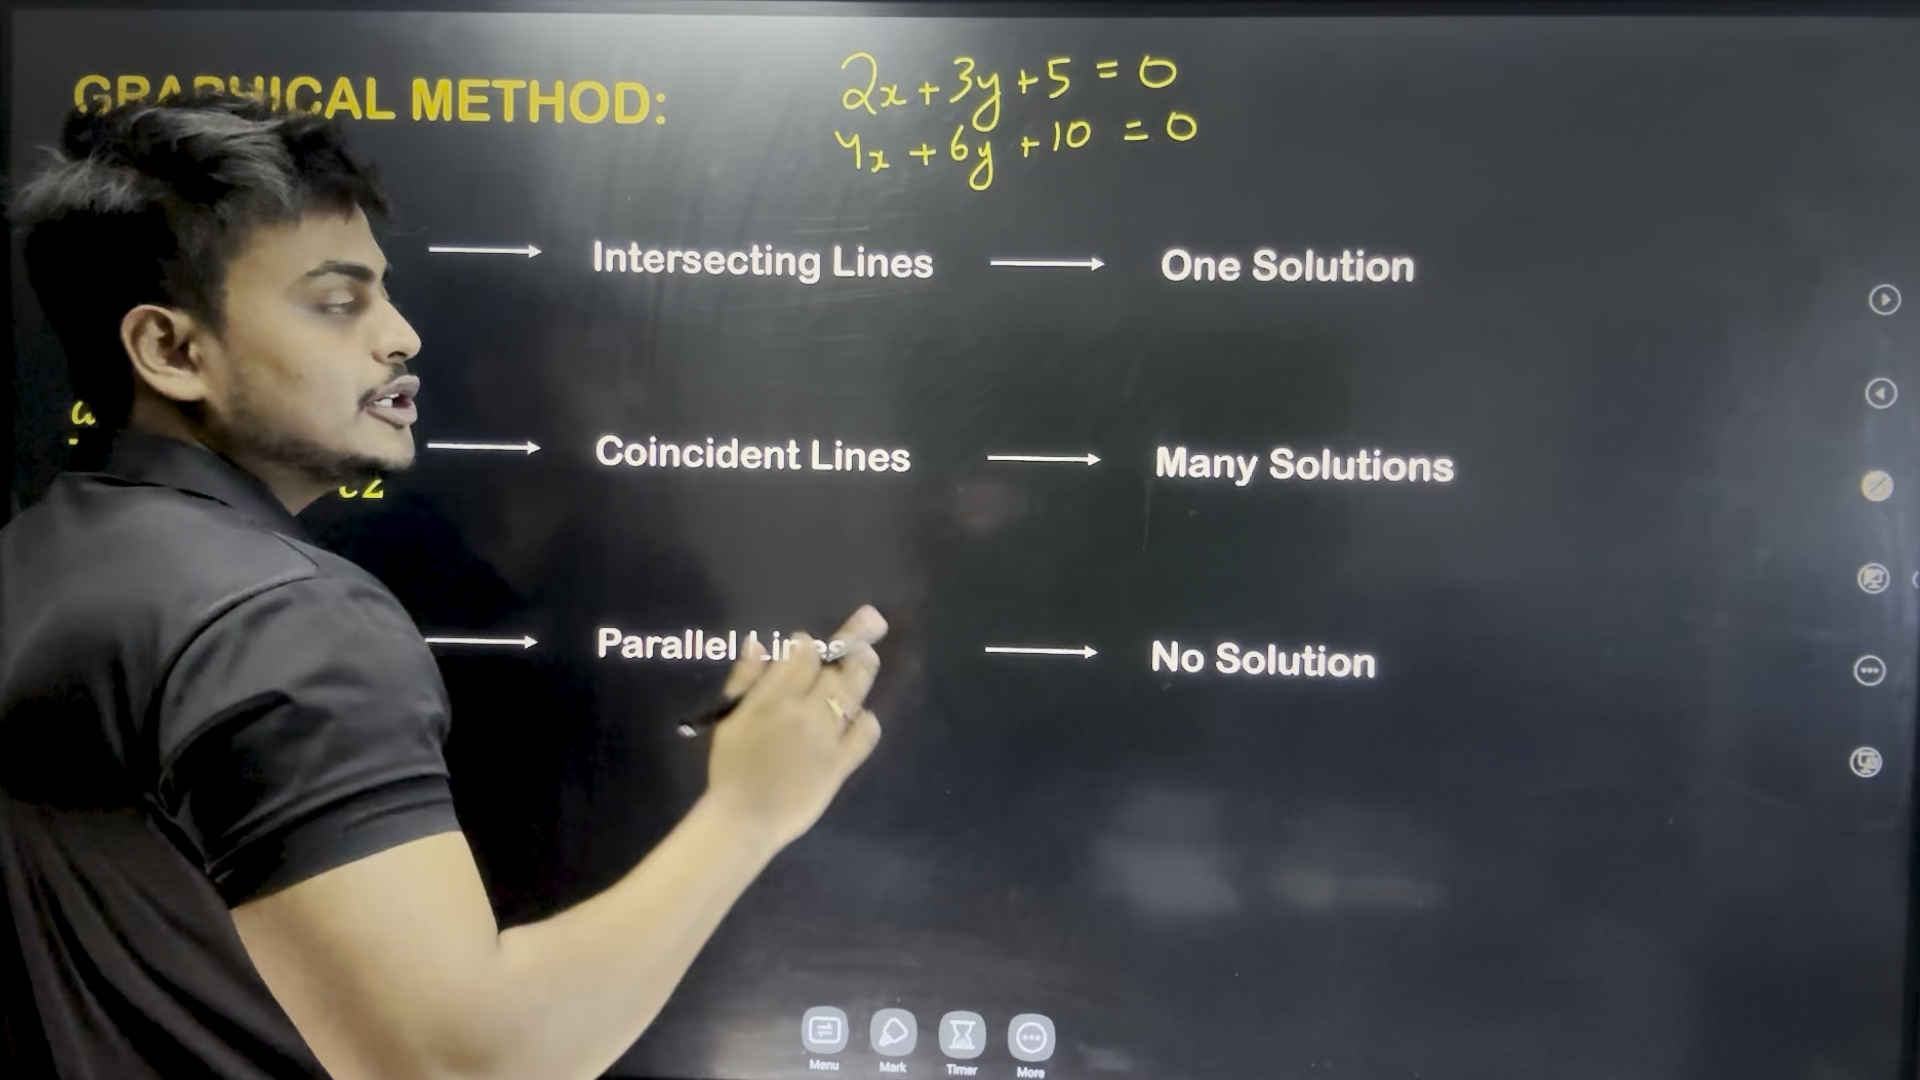 GRAPHICAL METHOD:
2x + 3y + 5 = 0
4x + 6y + 10 = 0
Intersecting Lines
One Solution
Coincident Lines
Many Solutions
Parallel Lines
No Solution
Menu
Mark
Timer
More